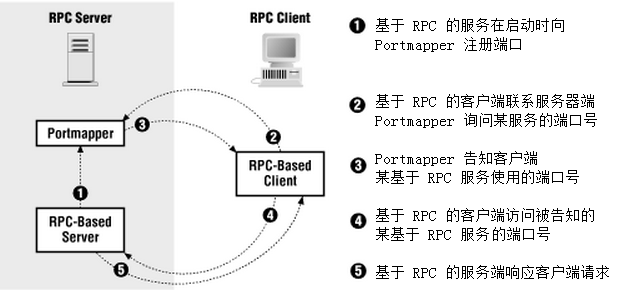 RPC Server
RPC Client
Portmapper
RPC-Based
Client
RPC-Based
Server
1
2
3
4
5
1 基于 RPC 的服务在启动时向
Portmapper 注册端口
2 基于 RPC 的客户端联系服务器端
Portmapper 询问某服务的端口号
3 Portmapper 告知客户端
某基于 RPC 服务使用的端口号
4 基于 RPC 的客户端访问被告知的
某基于 RPC 服务的端口号
5 基于 RPC 的服务端响应客户端请求